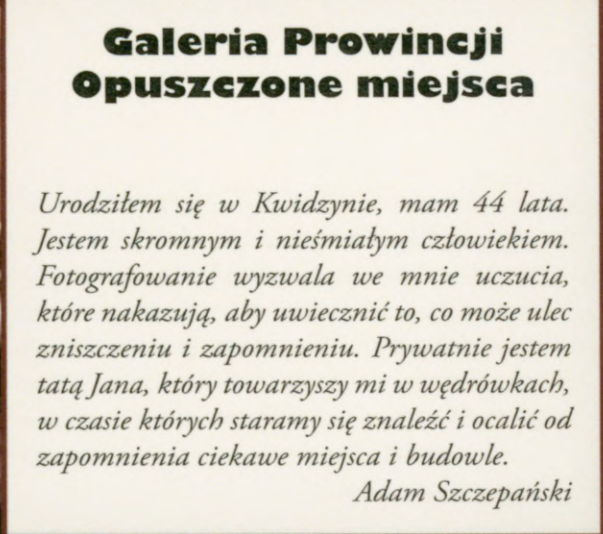 Galeria Prowincji
Opuszczone miejsca
Urodziłem się w Kwidzynie, mam 44 lata.
Jestem skromnym i nieśmiałym człowiekiem.
Fotografowanie wyzwala we mnie uczucia,
które nakazują, aby uwiecznić to, co może ulec
zniszczeniu i zapomnieniu. Prywatnie jestem
tatą Jana, który towarzyszy mi w wędrówkach,
w czasie których staramy się znaleźć i ocalić od
zapomnienia ciekawe miejsca i budowle.
Adam Szczepański